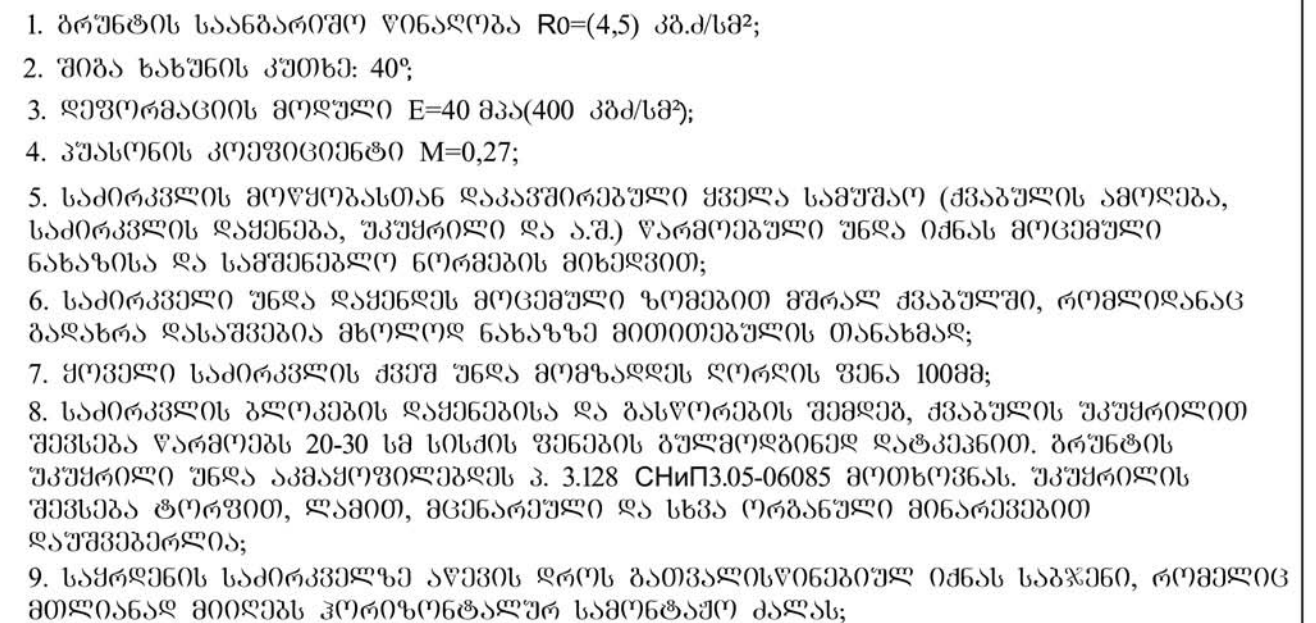 1. გრუნტის საანგარიშო წინაღობა R0=(4,5) კგ.ძ/სმ²;
2. შიგა ხახუნის კუთხე: 40º;
3. დეფორმაციის მოდული E=40 მპა(400 კგძ/სმ²);
4. პუასონის კოეფიციენტი M=0,27;
5. საძირკვლის მოწყობასთან დაკავშირებული ყველა სამუშაო (ქვაბულის ამოღება,
საძირკვლის დაყენება, უკუყრილი და ა.შ.) წარმოებული უნდა იქნას მოცემული
ნახაზისა და სამშენებლო ნორმების მიხედვით;
6. საძირკველი უნდა დაყენდეს მოცემული ზომებით მშრალ ქვაბულში, რომლიდანაც
გადახრა დასაშვებია მხოლოდ ნახაზზე მითითებულის თანახმად;
7. ყოველი საძირკვლის ქვეშ უნდა მომზადდეს ღორღის ფენა 100მმ;
8. საძირკვლის ბლოკების დაყენებისა და გასწორების შემდეგ, ქვაბულის უკუყრილით
შევსება წარმოებს 20-30 სმ სისქის ფენების გულმოდგინედ დატკეპნით. გრუნტის
უკუყრილი უნდა აკმაყოფილებდეს პ. 3.128 СНиП3.05-06085 მოთხოვნას. უკუყრილის
შევსება ტორფით, ლამით, მცენარეული და სხვა ორგანული მინარევებით
დაუშვებერლია;
9. საყრდენის საძირკველზე აწევის დროს გათვალისწინებიულ იქნას საბჯენი, რომელიც
მთლიანად მიიღებს ჰორიზონტალურ სამონტაჟო ძალას;